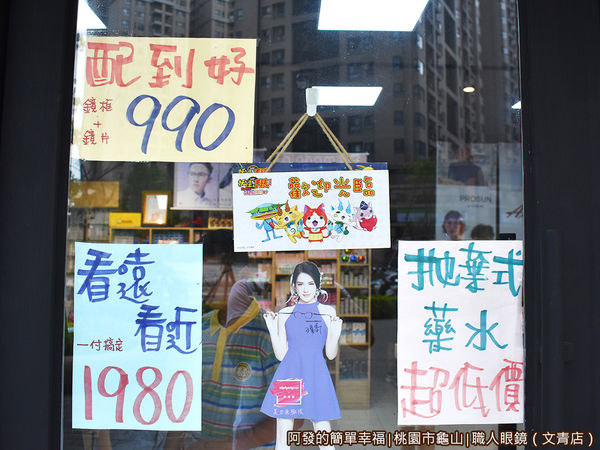 配到好
鏡框
+
鏡片
990
歡迎光臨
PROSUN
看遠
看近
一付搞定
1980
拋棄式
藥水
超低價
阿發的簡單幸福|桃園市龜山|職人眼鏡(文青店)